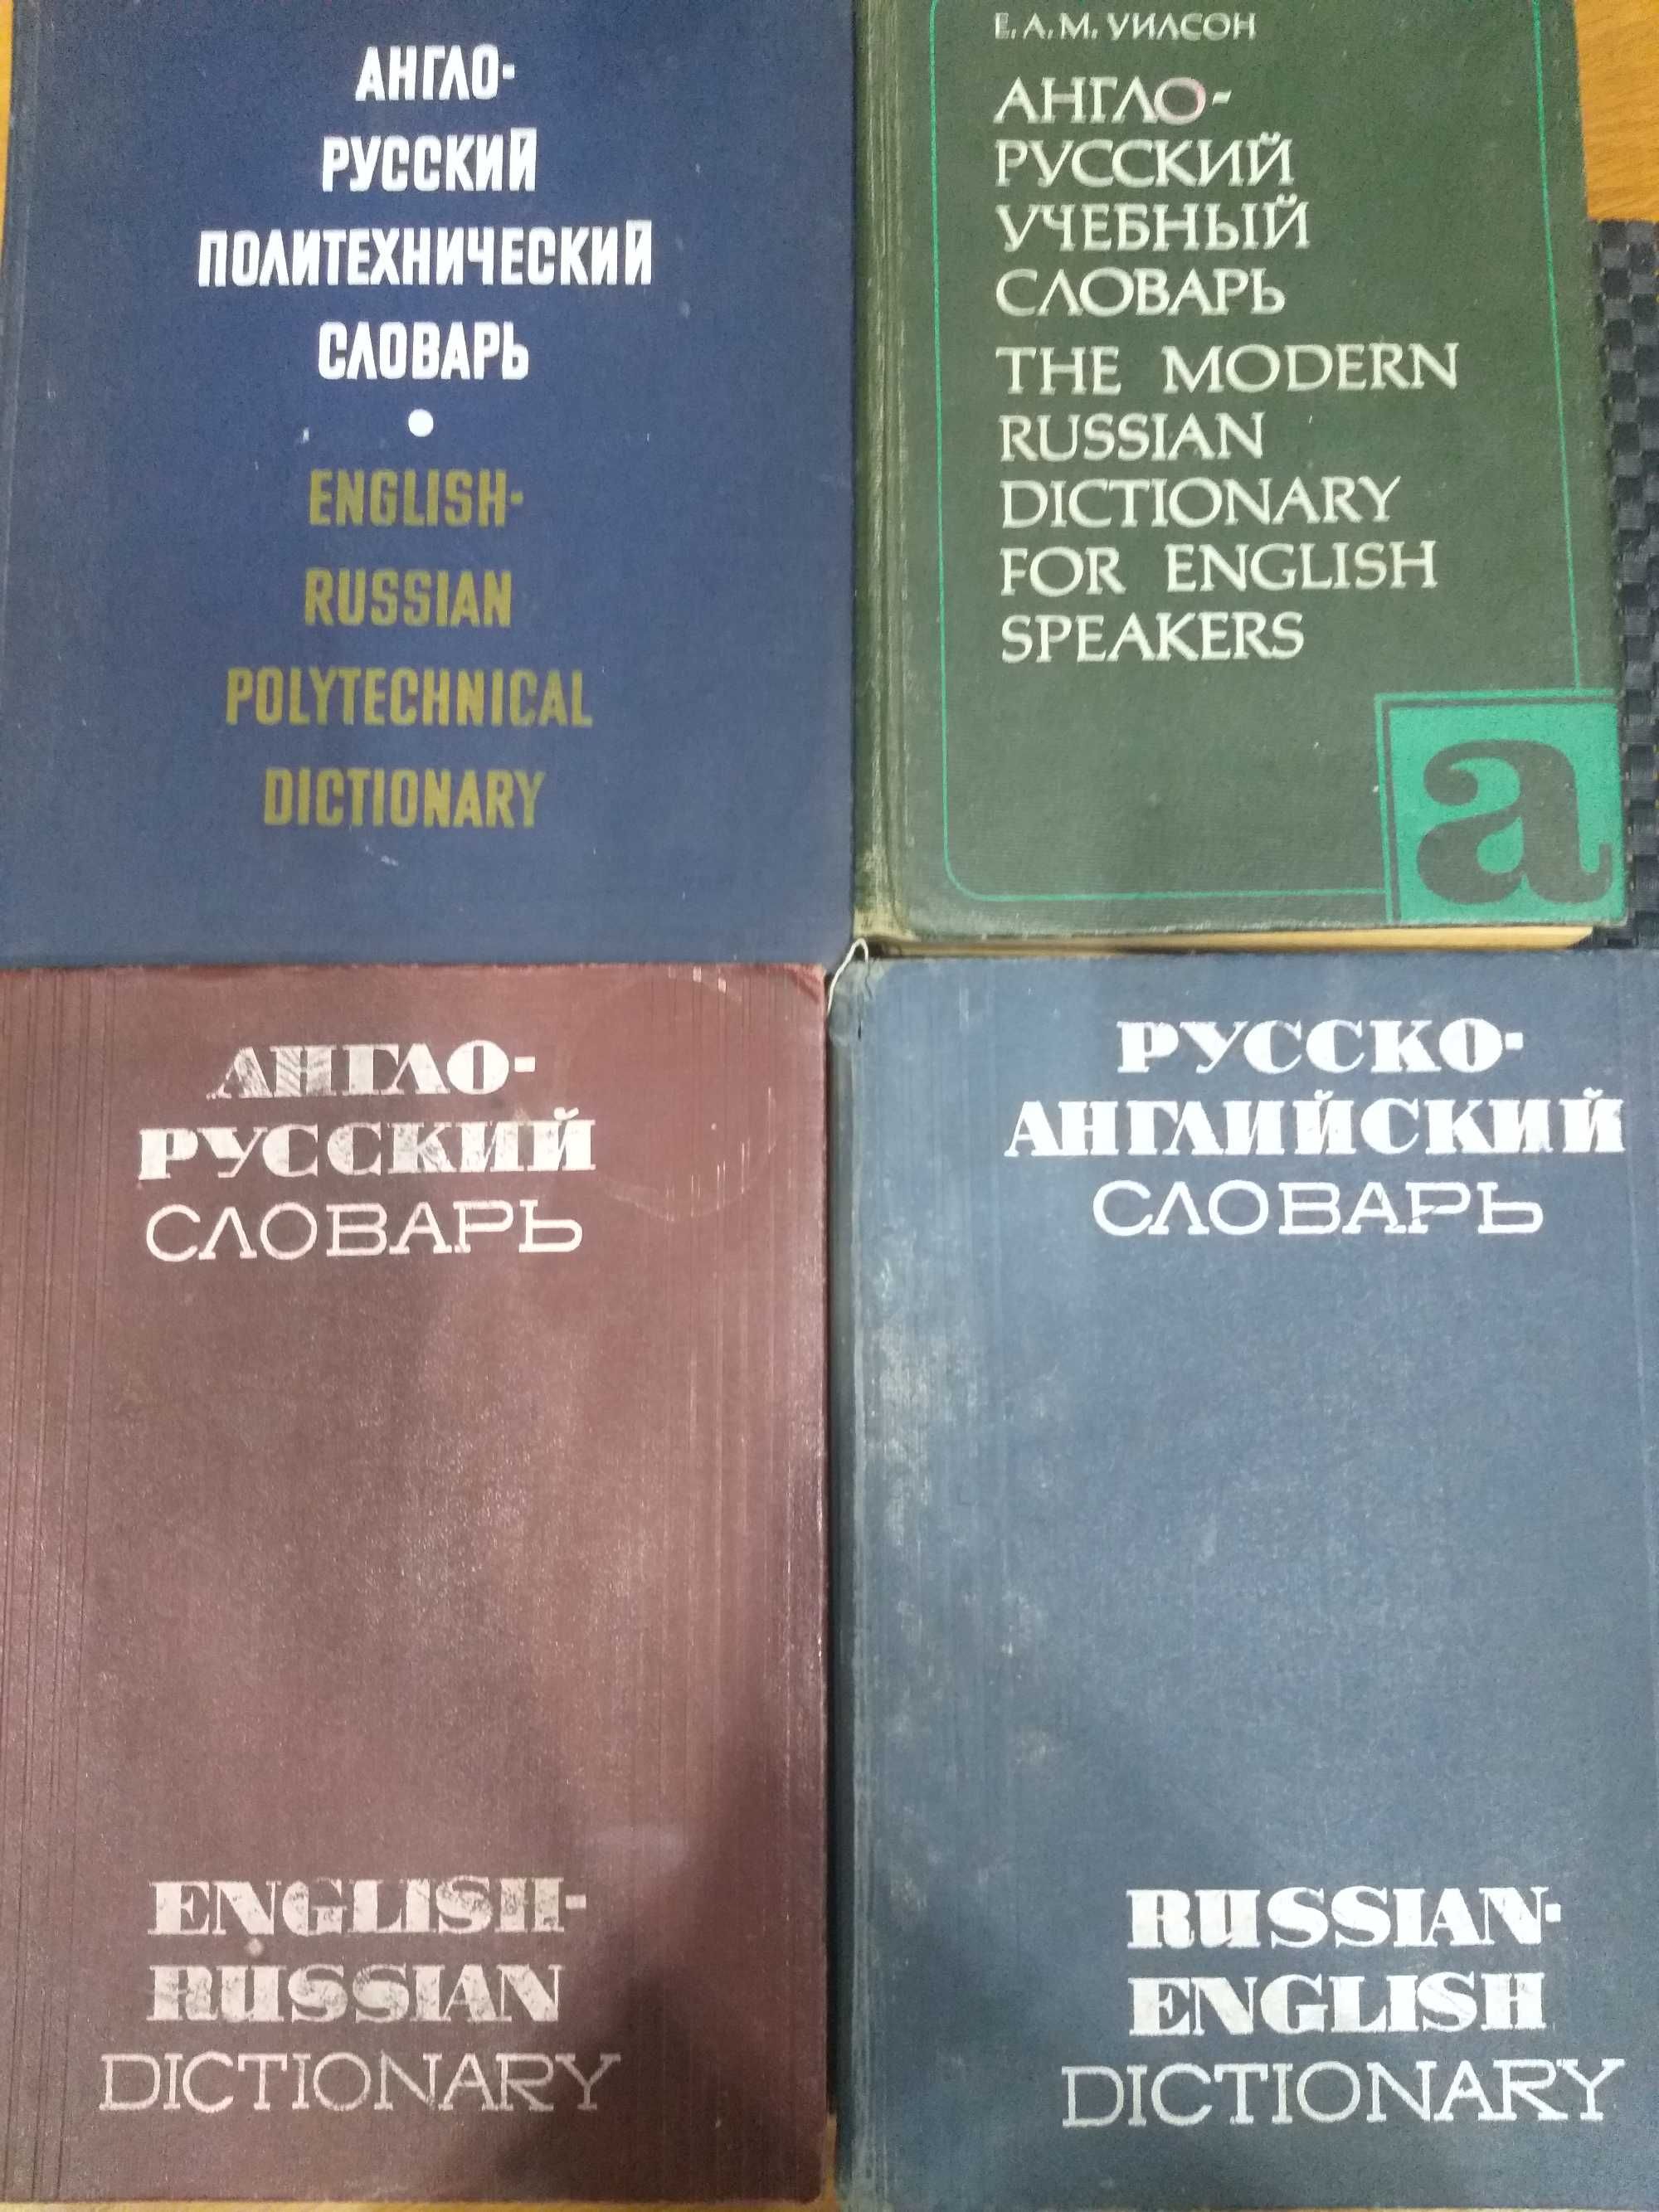 АНГЛО-
РУССКИЙ
ПОЛИТЕХНИЧЕСКИЙ
СЛОВАРЬ
ENGLISH-
RUSSIAN
POLYTECHNICAL
DICTIONARY
Е. А. М. УИЛСОН
АНГЛО-
РУССКИЙ
УЧЕБНЫЙ
СЛОВАРЬ
THE MODERN
RUSSIAN
DICTIONARY
FOR ENGLISH
SPEAKERS
a
АНГЛО-
РУССКИЙ
СЛОВАРЬ
ENGLISH-
RUSSIAN
DICTIONARY
РУССКО-
АНГЛИЙСКИЙ
СЛОВАРЬ
RUSSIAN-
ENGLISH
DICTIONARY